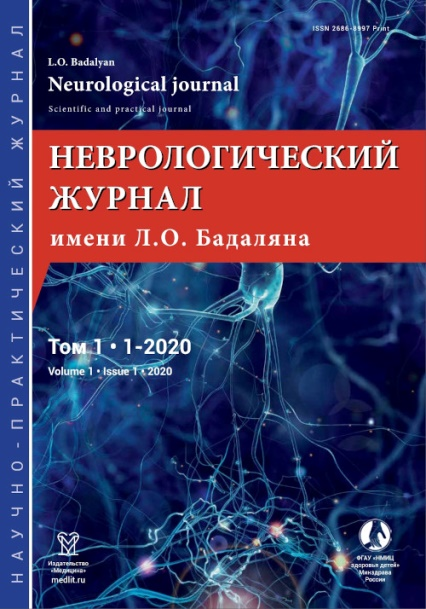 ISSN 2686-8997 Print
L.O. Badalyan
Neurological journal
Scientific and practical journal
НЕВРОЛОГИЧЕСКИЙ
ЖУРНАЛ
имени Л.О. Бадаляна
Том 1 • 1-2020
Volume 1 • Issue 1 • 2020
НАУЧНО-ПРАКТИЧЕСКИЙ ЖУРНАЛ
Издательство
«Медицина»
medlit.ru
ФГАУ «НМИЦ
здоровья детей»
Минздрава
России